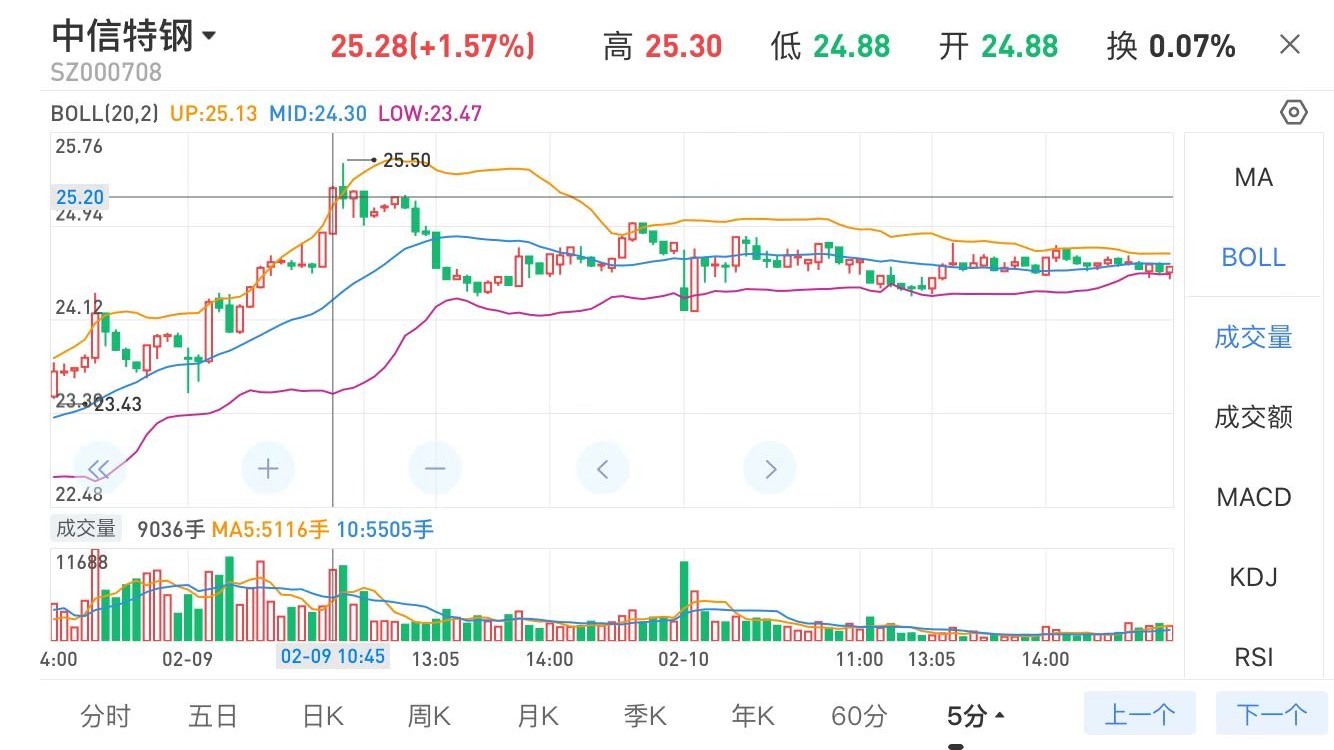 中信特钢 25.28(+1.57%) 高 25.30 低 24.88 开 24.88 换 0.07%
SZ000708
BOLL(20,2) UP:25.13 MID:24.30 LOW:23.47
25.76
25.50
25.20
24.94
24.12
23.30
23.43
22.48
MA
BOLL
成交量
成交额
MACD
KDJ
RSI
成交量 9036手 MA5:5116手 10:5505手
11688
4:00 02-09 02-09 10:45 13:05 14:00 02-10 11:00 13:05 14:00
分时 五日 日K 周K 月K 季K 年K 60分 5分 上一个 下一个